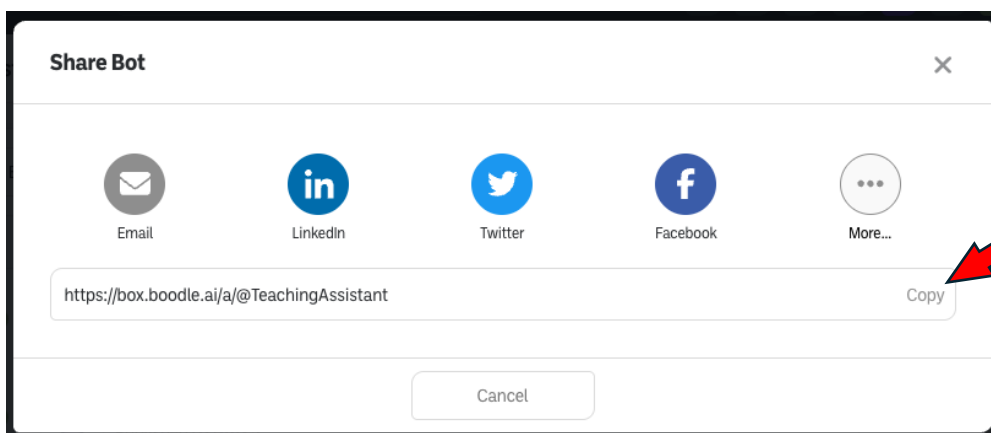 Share Bot
Email
LinkedIn
Twitter
Facebook
More...
https://box.boodle.ai/a/@TeachingAssistant
Copy
Cancel